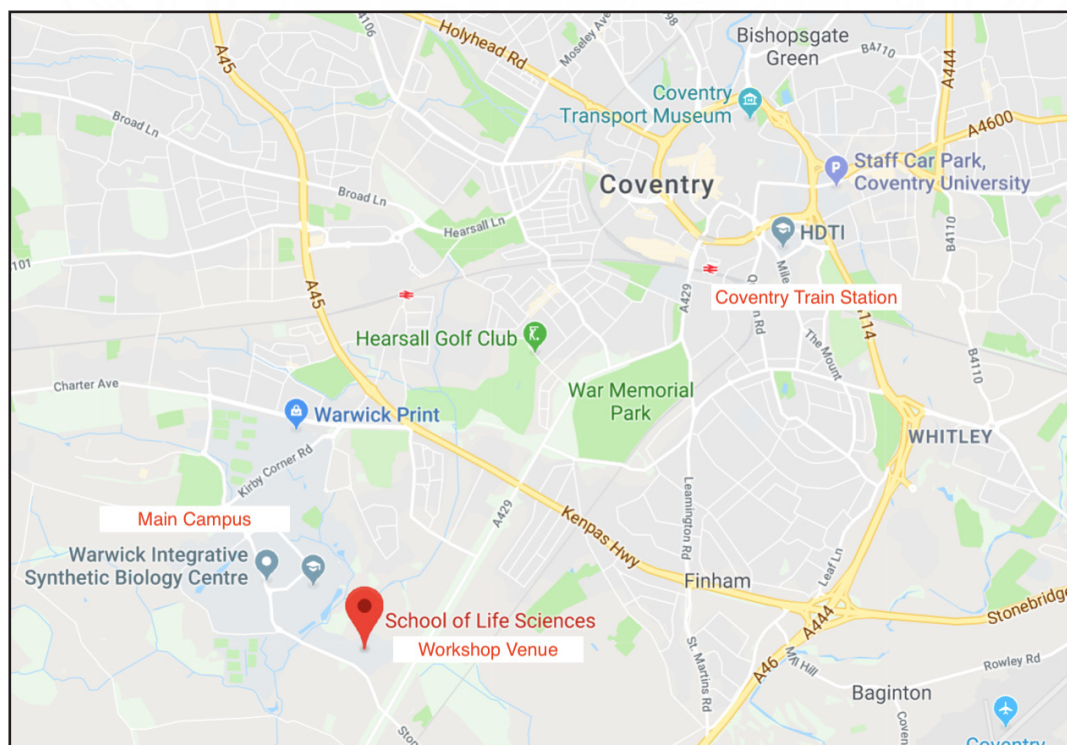 A4106
Holyhead Rd
Moseley Ave
Bishopsgate
Green
B4110
A444
A45
Coventry
Transport Museum
A4600
Broad Ln
Staff Car Park,
Coventry University
Coventry
Broad Ln
Hearsall Ln
HDTI
B4110
101
A45
A429
Coventry Train Station
Hearsall Golf Club
The Mount
B4110
Charter Ave
War Memorial
Park
Warwick Print
WHITLEY
Kirby Corner Rd
A429
Kenpas Hwy
Leamington Rd
Main Campus
Warwick Integrative
Synthetic Biology Centre
Finham
Leaf Ln
School of Life Sciences
Workshop Venue
A444
Stonebridge
St. Martins Rd
A46
Rowley Rd
Baginton
Coventry